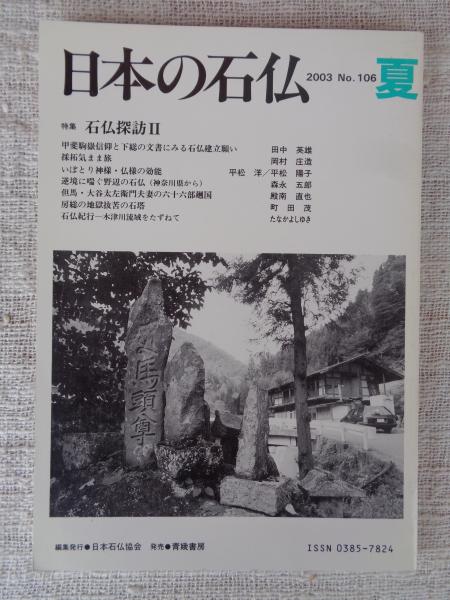 日本の石仏 2003 No.106 夏
特集 石仏探訪II
甲斐駒嶽信仰と下総の文書にみる石仏建立願い 田中 英雄
採拓気まま旅 岡村 庄造
いぼとり神様・仏様の効能 平松 洋/平松 陽子
逆境に喘ぐ野辺の石仏(神奈川県から) 森永 五郎
但馬・大谷太左衛門夫妻の六十六部廻国 殿南 直也
房総の地獄抜苦の石塔 町田 茂
石仏紀行―木津川流域をたずねて たなかよしゆき
馬頭尊
編集発行●日本石仏協会 発売●青娥書房 ISSN 0385-7824